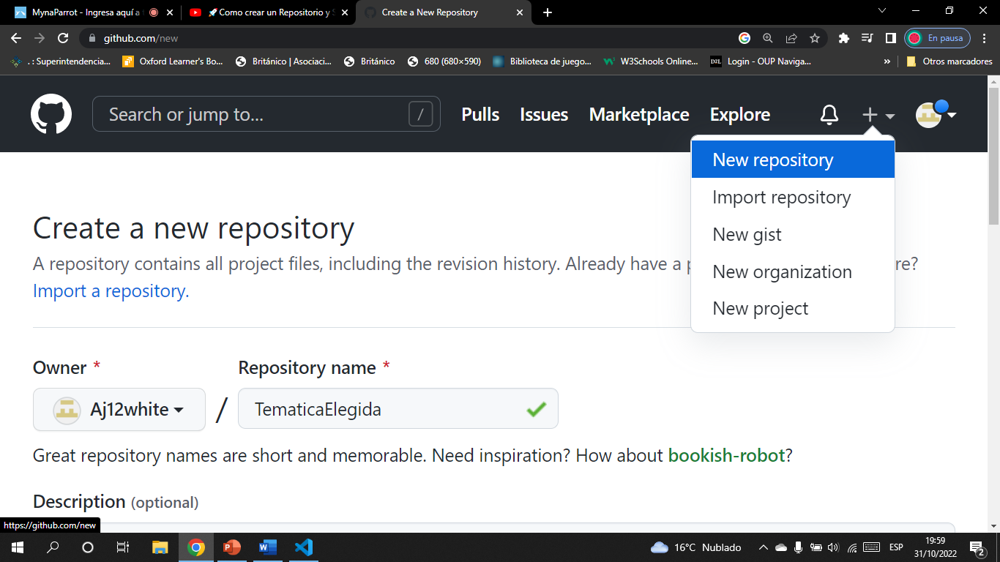 MynaParrot - Ingresa aquí a
🚀Como crear un Repositorio y S
Create a New Repository
github.com/new
En pausa
. : Superintendencia...
Oxford Learner's Bo...
Británico | Asociaci...
Británico
680 (680×590)
Biblioteca de juego...
W3Schools Online...
DZL
Login - OUP Naviga...
»
Otros marcadores
Search or jump to...
/
Pulls
Issues
Marketplace
Explore
New repository
Import repository
New gist
New organization
New project
Create a new repository
A repository contains all project files, including the revision history. Already have a p re?
Import a repository.
Owner *
Repository name *
Aj12white
/
TematicaElegida
Great repository names are short and memorable. Need inspiration? How about bookish-robot?
Description (optional)
https://github.com/new
16°C Nublado
ESP
19:59
31/10/2022
2